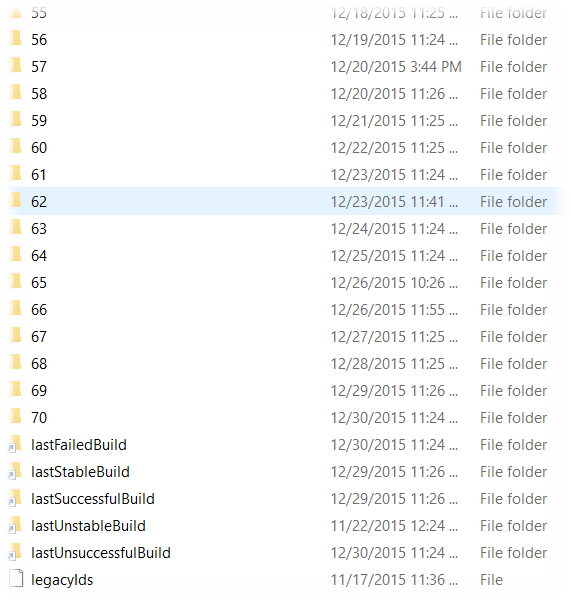 55 12/18/2015 11:25 ... File folder
56 12/19/2015 11:24 ... File folder
57 12/20/2015 3:44 PM File folder
58 12/20/2015 11:26 ... File folder
59 12/21/2015 11:25 ... File folder
60 12/22/2015 11:25 ... File folder
61 12/23/2015 11:24 ... File folder
62 12/23/2015 11:41 ... File folder
63 12/24/2015 11:24 ... File folder
64 12/25/2015 11:24 ... File folder
65 12/26/2015 10:26 ... File folder
66 12/26/2015 11:55 ... File folder
67 12/27/2015 11:25 ... File folder
68 12/28/2015 11:25 ... File folder
69 12/29/2015 11:26 ... File folder
70 12/30/2015 11:24 ... File folder
lastFailedBuild 12/30/2015 11:24 ... File folder
lastStableBuild 12/29/2015 11:26 ... File folder
lastSuccessfulBuild 12/29/2015 11:26 ... File folder
lastUnstableBuild 11/22/2015 12:24 ... File folder
lastUnsuccessfulBuild 12/30/2015 11:24 ... File folder
legacyIds 11/17/2015 11:36 ... File